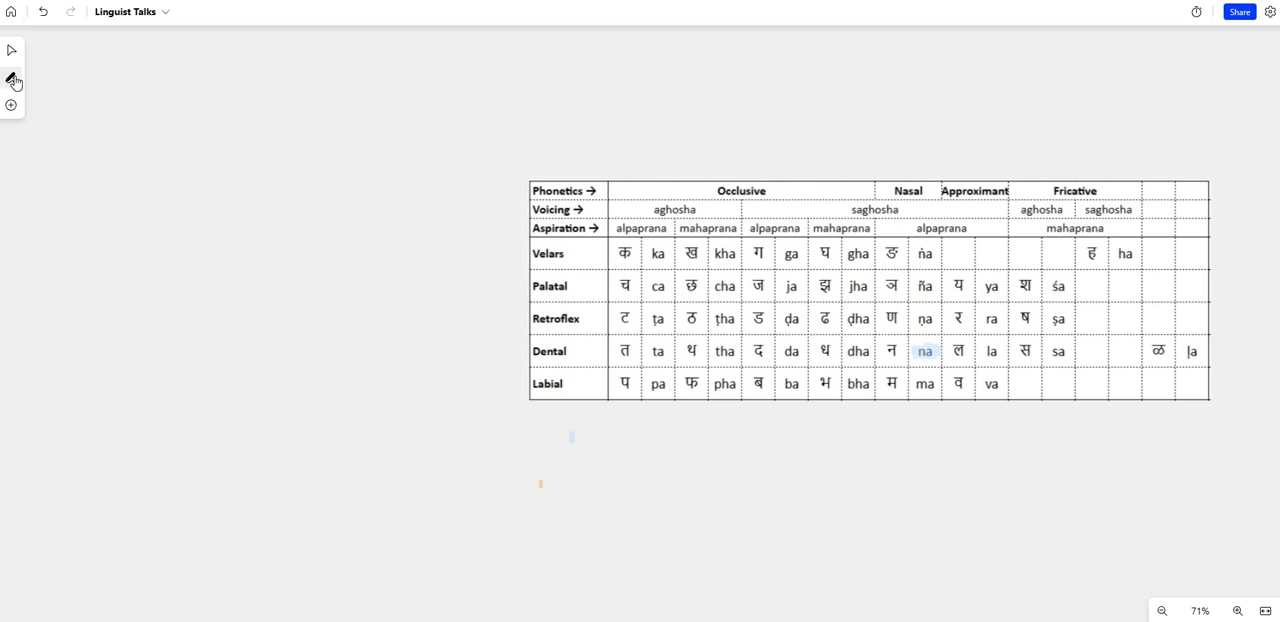 Linguist Talks
Share
Phonetics → Occlusive Nasal Approximant Fricative
Voicing → aghosha saghosha aghosha saghosha
Aspiration → alpaprana mahaprana alpaprana mahaprana alpaprana mahaprana
Velars क ka ख kha ग ga घ gha ङ ṅa ह ha
Palatal च ca छ cha ज ja झ jha ञ ña य ya श śa
Retroflex ट ṭa ठ ṭha ड ḍa ढ ḍha ण ṇa र ra ष ṣa
Dental त ta थ tha द da ध dha न na ल la स sa ळ ḷa
Labial प pa फ pha ब ba भ bha म ma व va
71%